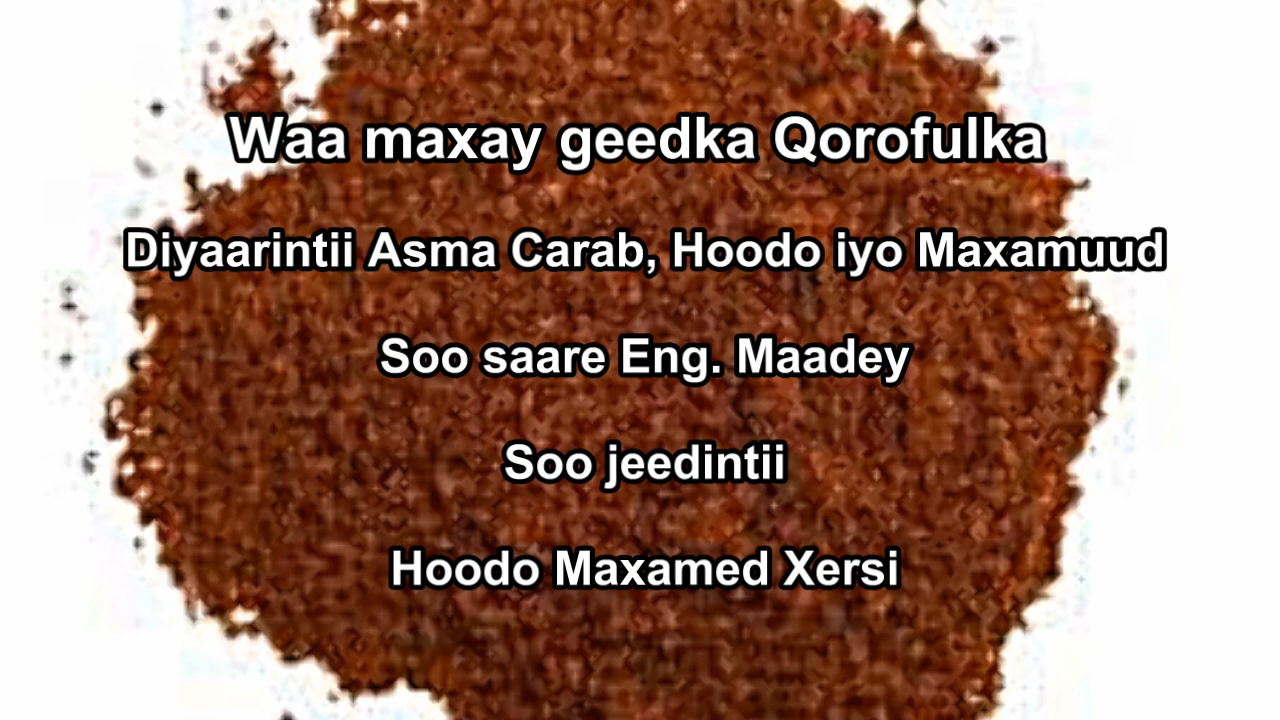 Waa maxay geedka Qorofulka
Diyaarintii Asma Carab, Hoodo iyo Maxamuud
Soo saare Eng. Maadey
Soo jeedintii
Hoodo Maxamed Xersi